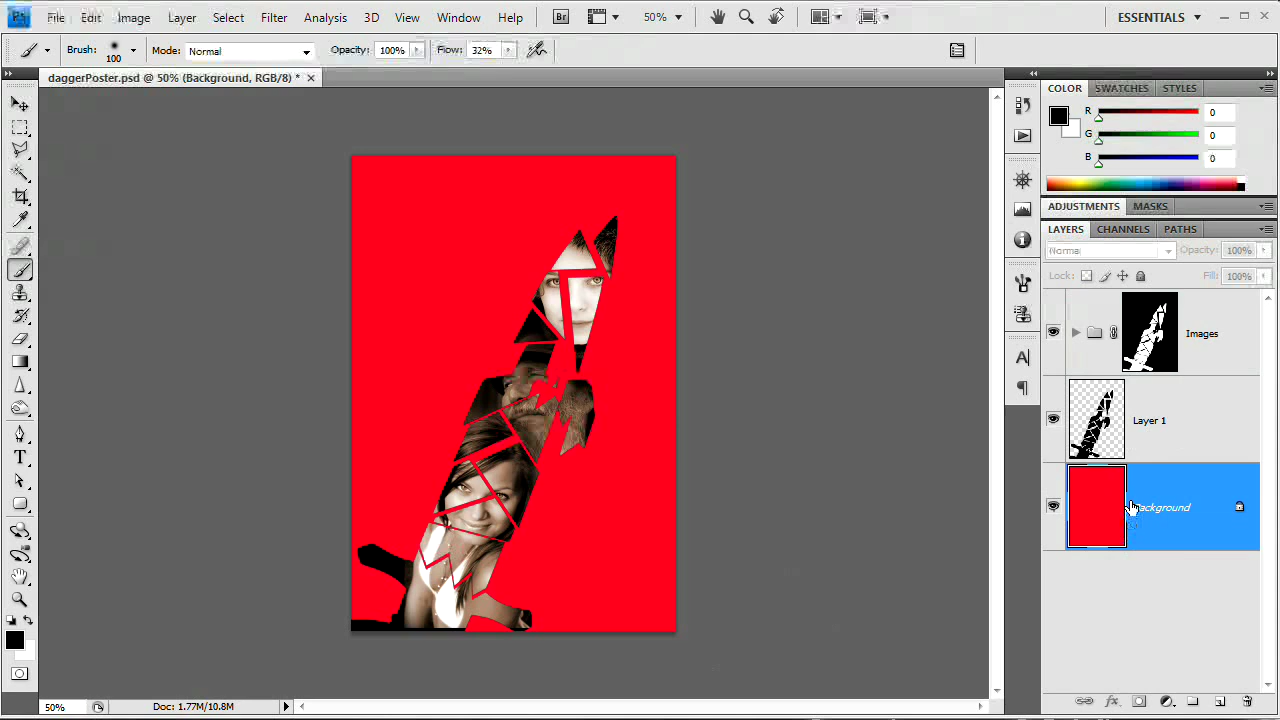 Ps File Edit Image Layer Select Filter Analysis 3D View Window Help Br 50% ESSENTIALS
Brush: 100 Mode: Normal Opacity: 100% Flow: 32%
daggerPoster.psd @ 50% (Background, RGB/8) *
COLOR SWATCHES STYLES
R 0
G 0
B 0
ADJUSTMENTS MASKS
LAYERS CHANNELS PATHS
Normal Opacity: 100%
Lock: Fill: 100%
Images
Layer 1
Background
50% Doc: 1.77M/10.8M